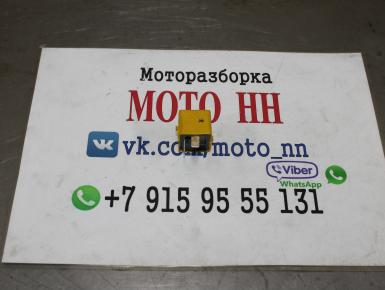 Моторазборка
МОТО НН
vk.com/moto_nn
Viber
WhatsApp
+7 915 95 55 131